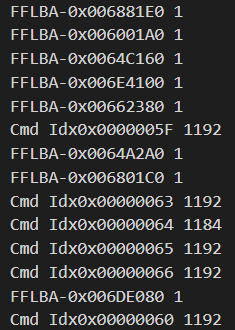 FFLBA-0x006881E0 1
FFLBA-0x006001A0 1
FFLBA-0x0064C160 1
FFLBA-0x006E4100 1
FFLBA-0x00662380 1
Cmd Idx0x0000005F 1192
FFLBA-0x0064A2A0 1
FFLBA-0x006801C0 1
Cmd Idx0x00000063 1192
Cmd Idx0x00000064 1184
Cmd Idx0x00000065 1192
Cmd Idx0x00000066 1192
FFLBA-0x006DE080 1
Cmd Idx0x00000060 1192